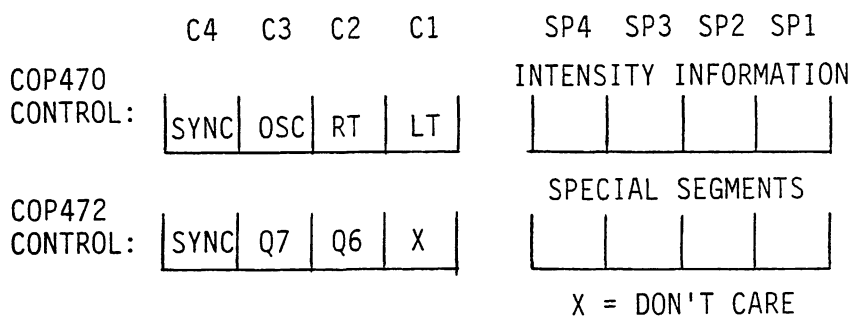 C4 C3 C2 C1 SP4 SP3 SP2 SP1
COP470 CONTROL: SYNC OSC RT LT INTENSITY INFORMATION
COP472 CONTROL: SYNC Q7 Q6 X SPECIAL SEGMENTS
X = DON'T CARE